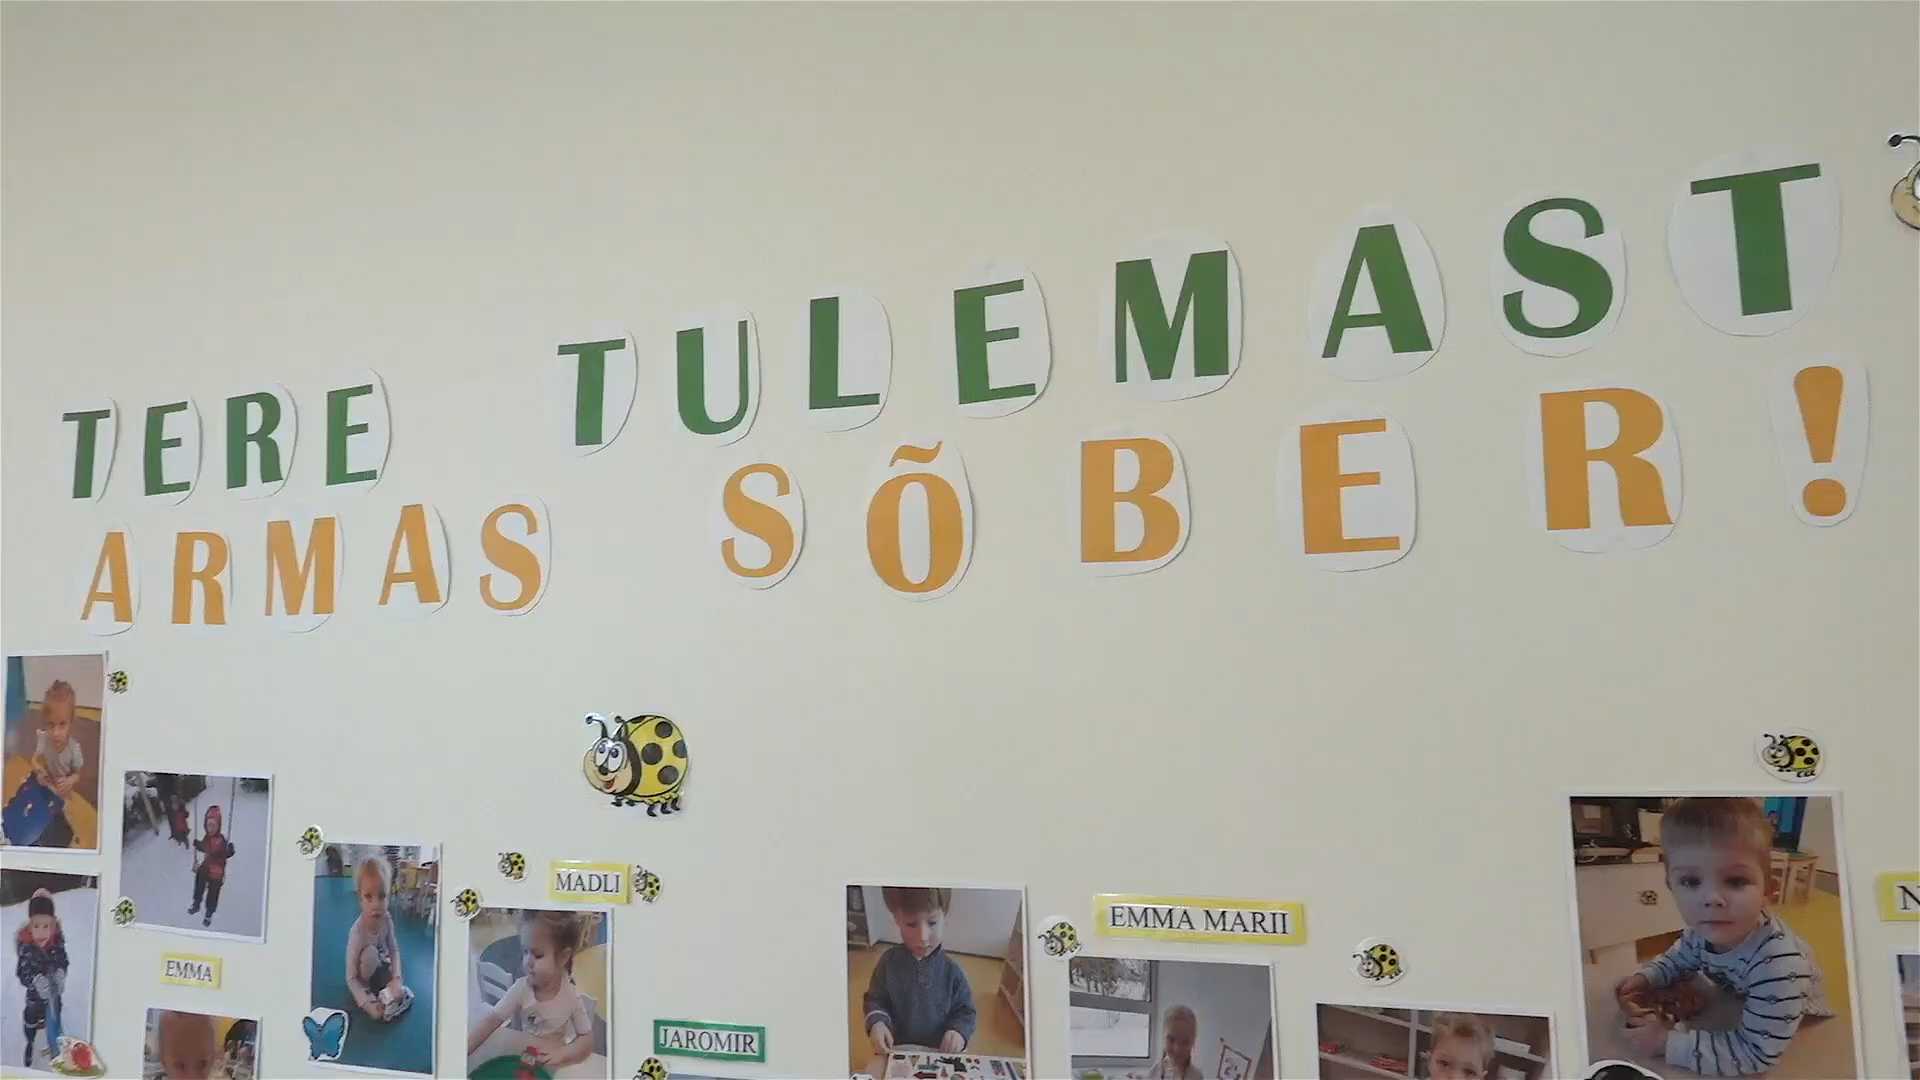 TERE TULEMAST
ARMAS SÕBER!
MADLI
EMMA MARII
EMMA
JAROMIR